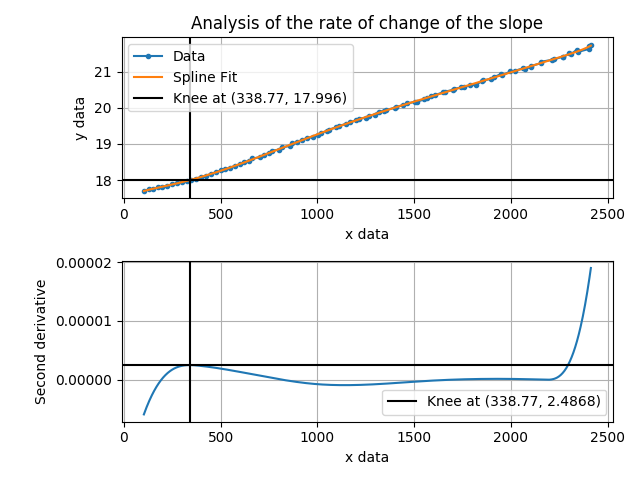 Analysis of the rate of change of the slope
Data
Spline Fit
Knee at (338.77, 17.996)
y data
21
20
19
18
0 500 1000 1500 2000 2500
x data
Second derivative
0.00002
0.00001
0.00000
Knee at (338.77, 2.4868)
0 500 1000 1500 2000 2500
x data